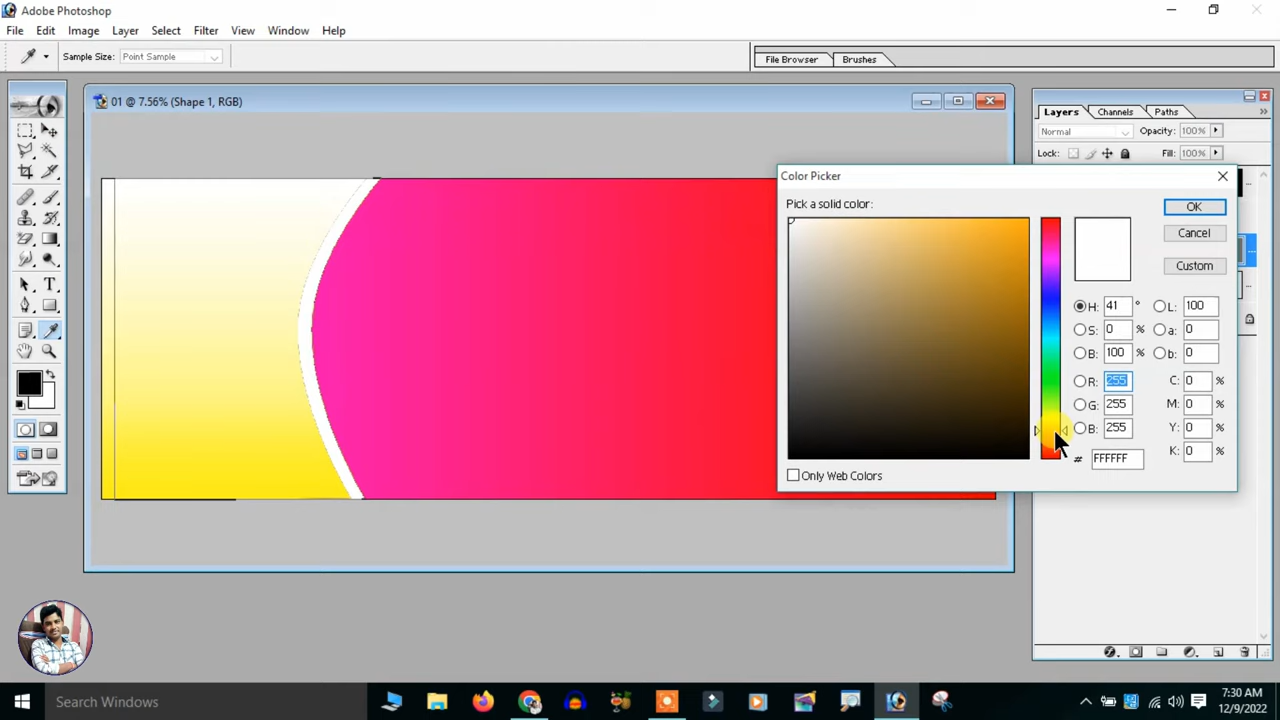 Adobe Photoshop
File Edit Image Layer Select Filter View Window Help
Sample Size: Point Sample
File Browser Brushes
01 @ 7.56% (Shape 1, RGB)
Layers Channels Paths
Normal Opacity: 100%
Lock: Fill: 100%
Color Picker
Pick a solid color:
OK
Cancel
Custom
H: 41 ° L: 100
S: 0 % a: 0
B: 100 % b: 0
R: 255 C: 0 %
G: 255 M: 0 %
B: 255 Y: 0 %
# FFFFFF K: 0 %
Only Web Colors
T
Search Windows
7:30 AM
12/9/2022